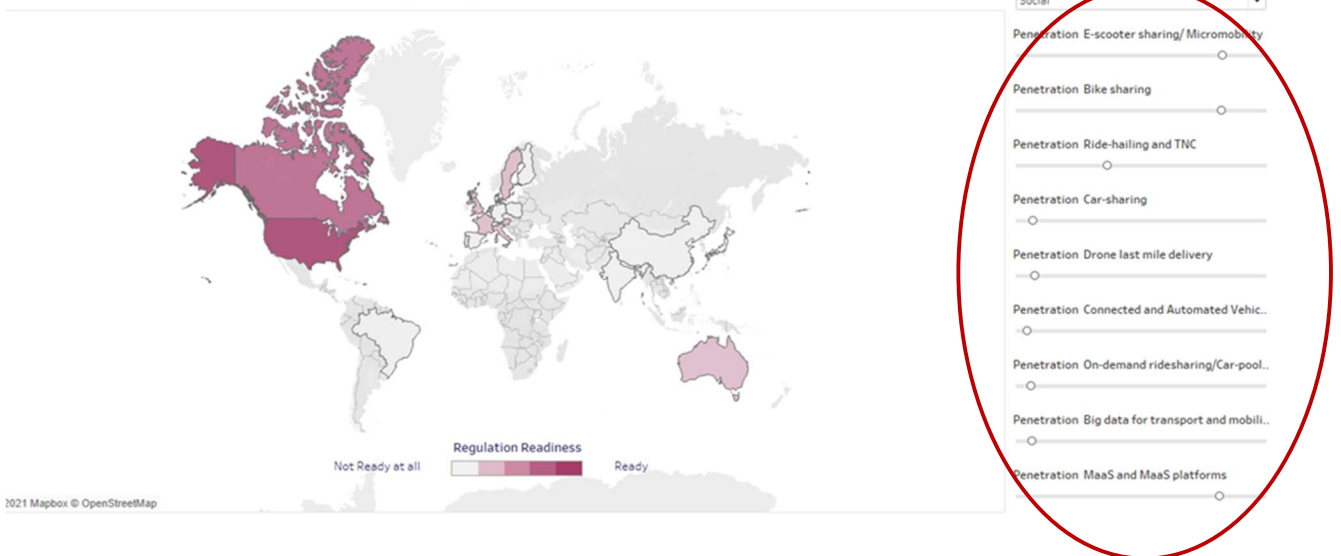 Social
Penetration E-scooter sharing/ Micromobility
Penetration Bike sharing
Penetration Ride-hailing and TNC
Penetration Car-sharing
Penetration Drone last mile delivery
Penetration Connected and Automated Vehic..
Penetration On-demand ridesharing/Car-pool..
Penetration Big data for transport and mobili..
Penetration MaaS and MaaS platforms
Regulation Readiness
Not Ready at all
Ready
2021 Mapbox © OpenStreetMap